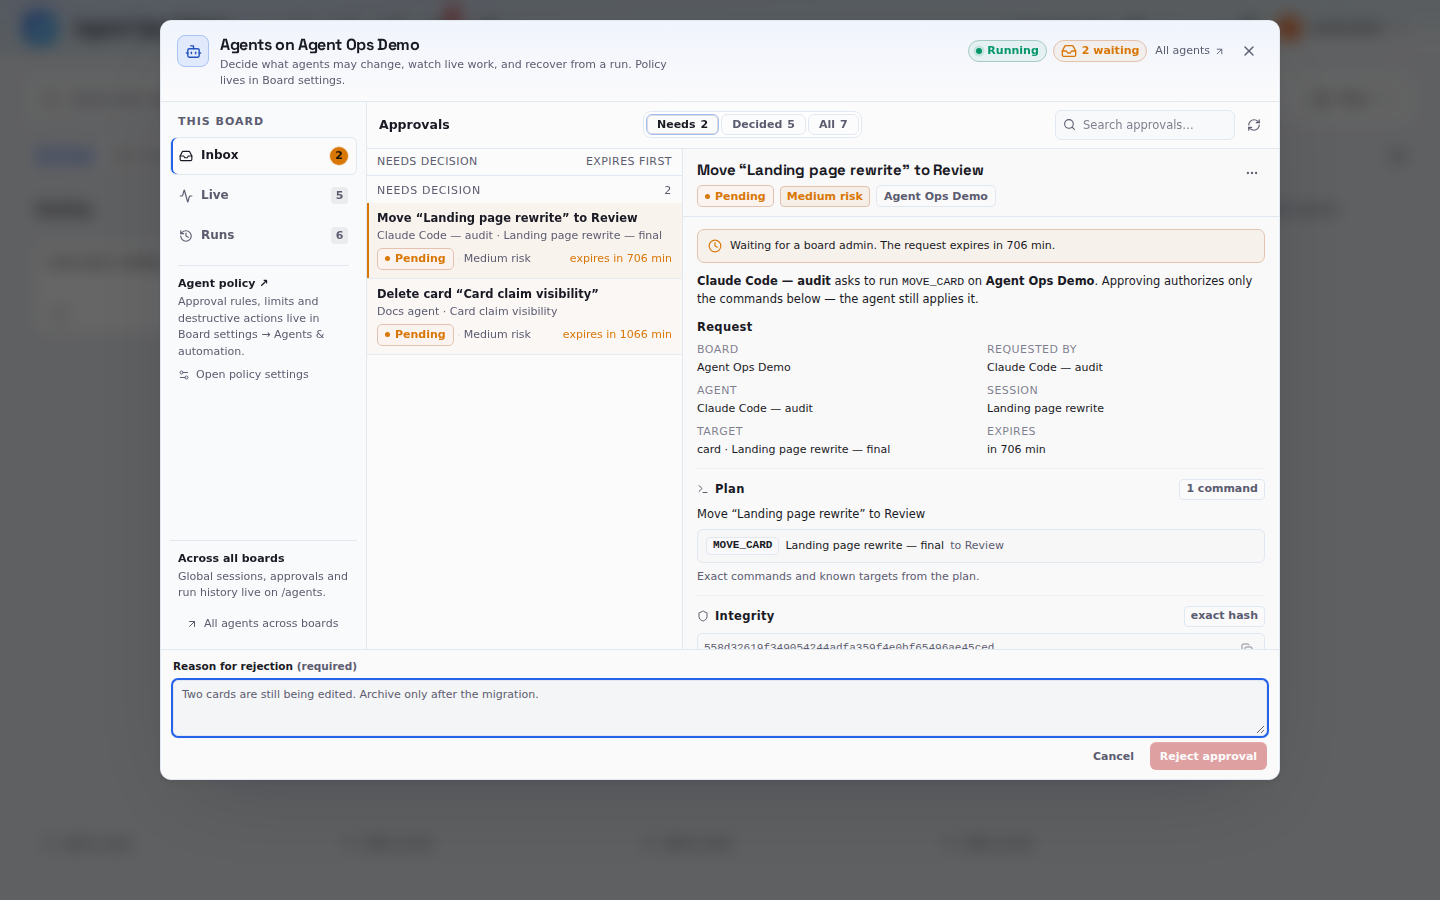 Agents on Agent Ops Demo
Decide what agents may change, watch live work, and recover from a run. Policy
lives in Board settings.
Running
2 waiting
All agents ↗
THIS BOARD
Inbox
2
Live
5
Runs
6
Agent policy ↗
Approval rules, limits and
destructive actions live in
Board settings → Agents &
automation.
Open policy settings
Across all boards
Global sessions, approvals and
run history live on /agents.
All agents across boards
Approvals
Needs 2
Decided 5
All 7
Search approvals...
NEEDS DECISION
EXPIRES FIRST
NEEDS DECISION
2
Move “Landing page rewrite” to Review
Claude Code — audit · Landing page rewrite — final
Pending
Medium risk
expires in 706 min
Delete card “Card claim visibility”
Docs agent · Card claim visibility
Pending
Medium risk
expires in 1066 min
Move “Landing page rewrite” to Review
Pending
Medium risk
Agent Ops Demo
Waiting for a board admin. The request expires in 706 min.
Claude Code — audit asks to run MOVE_CARD on Agent Ops Demo. Approving authorizes only
the commands below — the agent still applies it.
Request
BOARD
REQUESTED BY
Agent Ops Demo
Claude Code — audit
AGENT
SESSION
Claude Code — audit
Landing page rewrite
TARGET
EXPIRES
card · Landing page rewrite — final
in 706 min
Plan
1 command
Move “Landing page rewrite” to Review
MOVE_CARD Landing page rewrite — final to Review
Exact commands and known targets from the plan.
Integrity
exact hash
558d32619f349054244adfa359f4e0bf65496ae45ced
Reason for rejection (required)
Two cards are still being edited. Archive only after the migration.
Cancel
Reject approval